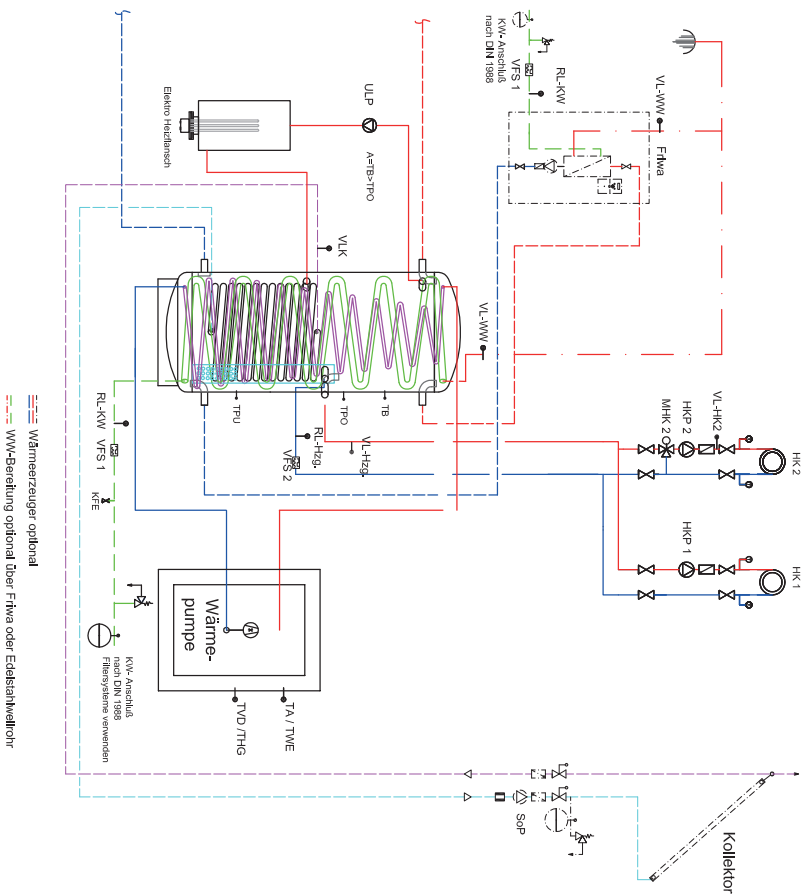 KW- Anschluß
nach DIN 1988
VFS 1
RL-KW
VL-WW
Friwa
Elektro Heizflansch
ULP
A=TB>TPO
VLK
VL-WW
TPU
TPO
TB
RL-Hzg.
VL-Hzg.
VFS 2
RL-KW
VFS 1
KFE
KW- Anschluß
nach DIN 1988
Filtersysteme verwenden
Wärme-
pumpe
TVD /THG
TA / TWE
VL-HK2
MHK 2
HKP 2
HK 2
HKP 1
HK 1
SoP
Kollektor
Wärmeerzeuger optional
WW-Bereitung optional über Friwa oder Edelstahlwellrohr